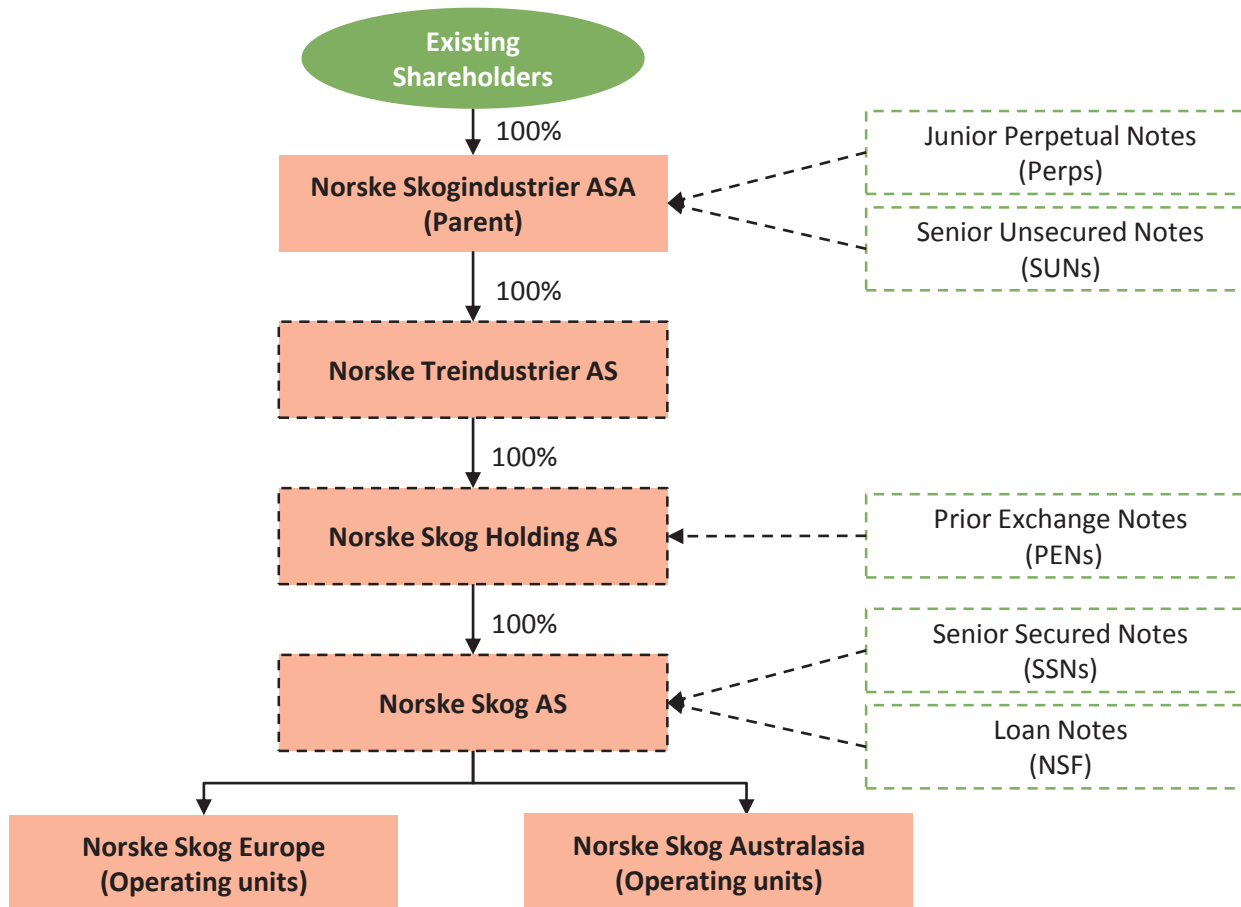 Existing
Shareholders
100%
Junior Perpetual Notes
(Perps)
Norske Skogindustrier ASA
(Parent)
Senior Unsecured Notes
(SUNs)
100%
Norske Treindustrier AS
100%
Norske Skog Holding AS
Prior Exchange Notes
(PENs)
100%
Senior Secured Notes
(SSNs)
Norske Skog AS
Loan Notes
(NSF)
Norske Skog Europe
(Operating units)
Norske Skog Australasia
(Operating units)